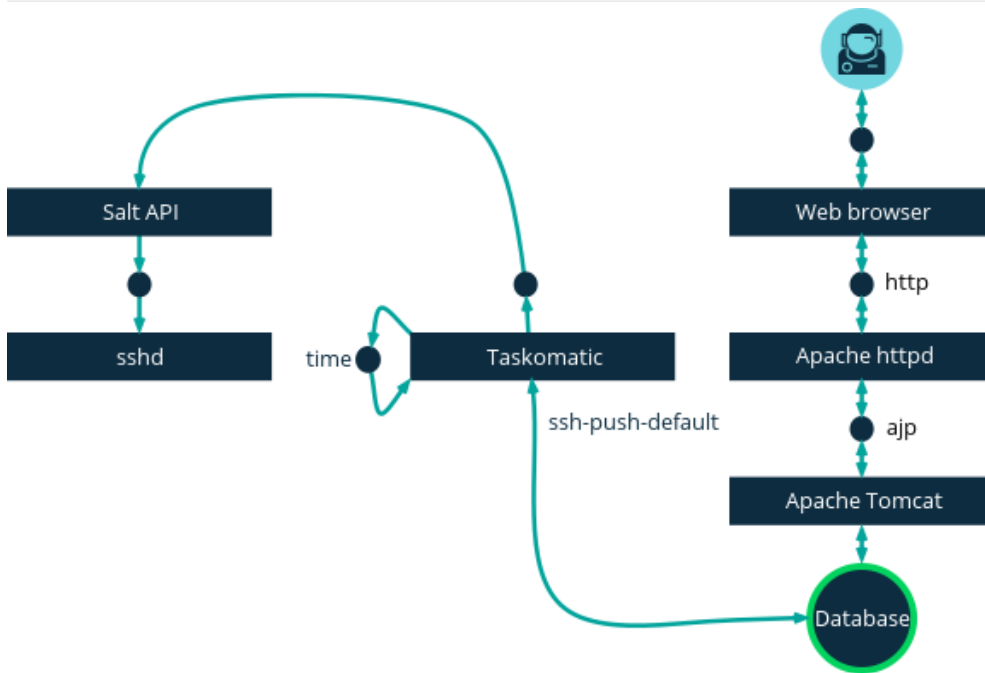 Salt API
Web browser
http
sshd
time
Taskomatic
Apache httpd
ssh-push-default
ajp
Apache Tomcat
Database